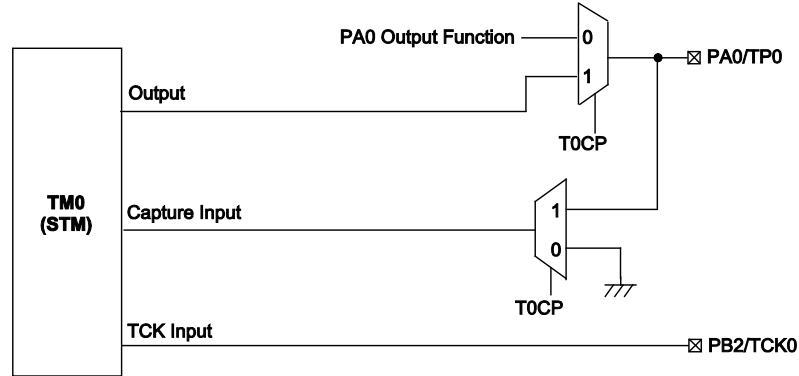 PA0 Output Function
0
1
PA0/TP0
Output
T0CP
TM0
(STM)
Capture Input
1
0
T0CP
TCK Input
PB2/TCK0